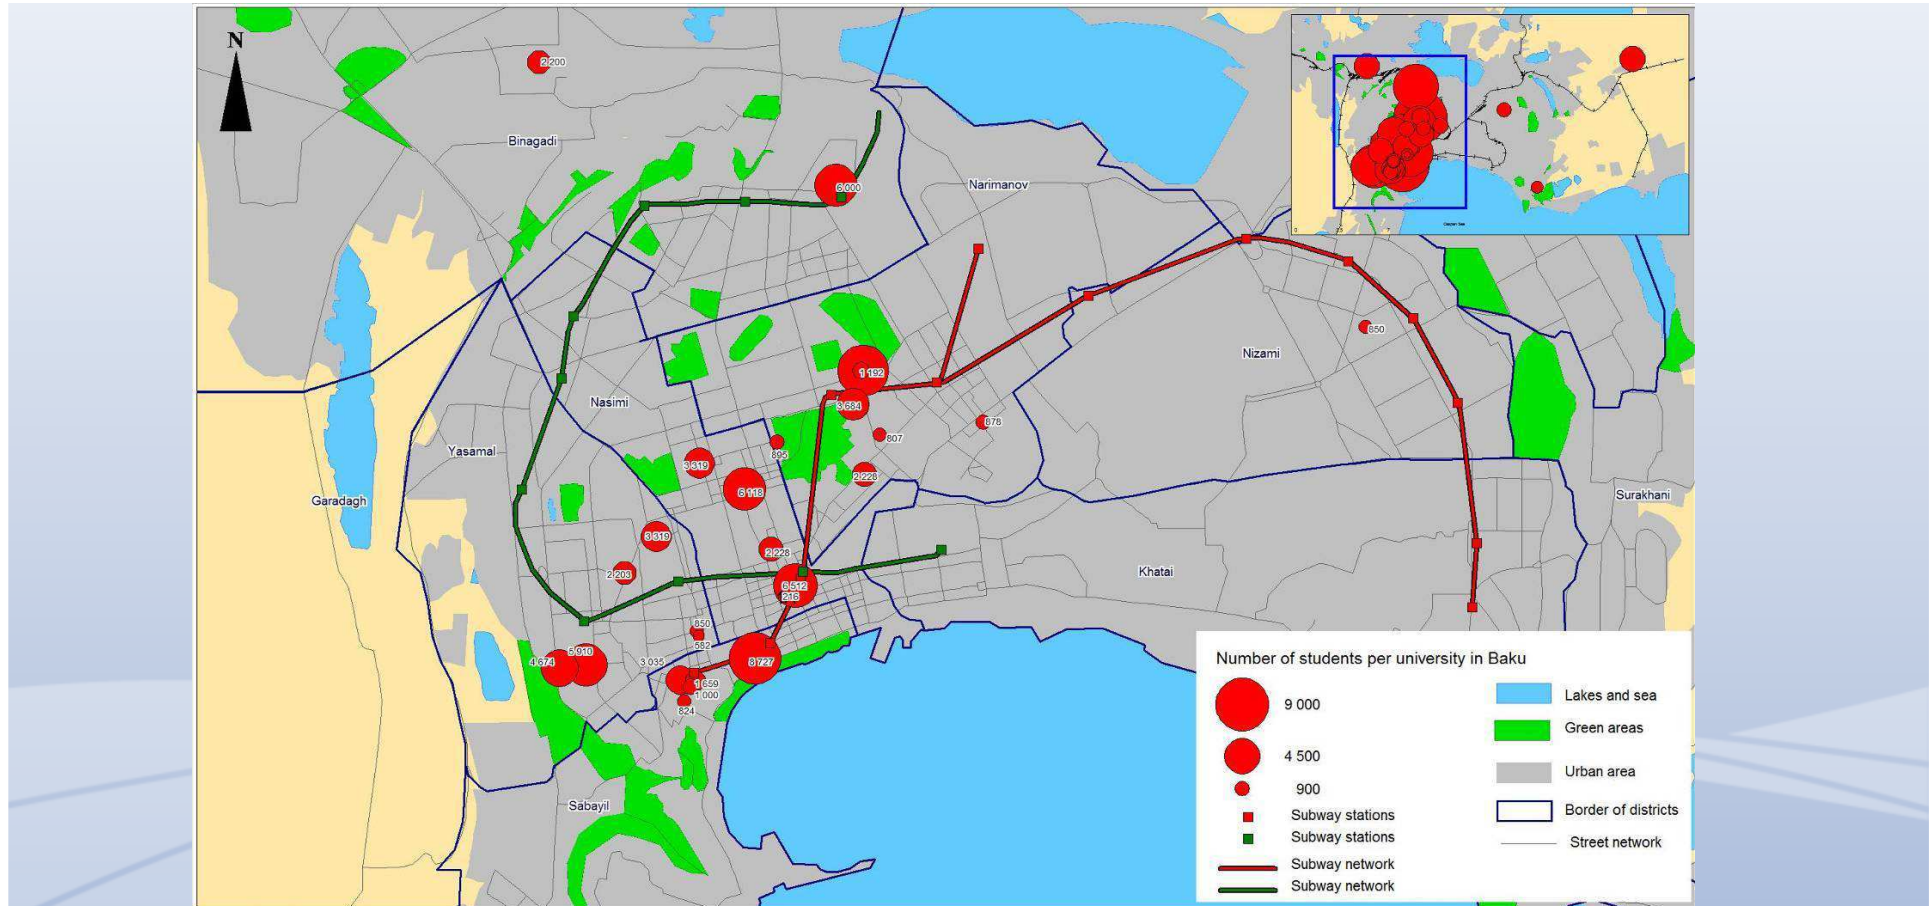 N
2 200
Binagadi
6 000
Narimanov
850
Nizami
1 192
3 684
Nasimi
878
807
895
Yasamal
3 319
6 118
2 228
Garadagh
Surakhani
3 319
2 228
2 203
Khatai
6 512
216
850
582
5 910
4 674
3 035
8 727
1 659
1 000
824
Sabayil
Number of students per university in Baku
9 000
4 500
900
Subway stations
Subway stations
Subway network
Subway network
Lakes and sea
Green areas
Urban area
Border of districts
Street network